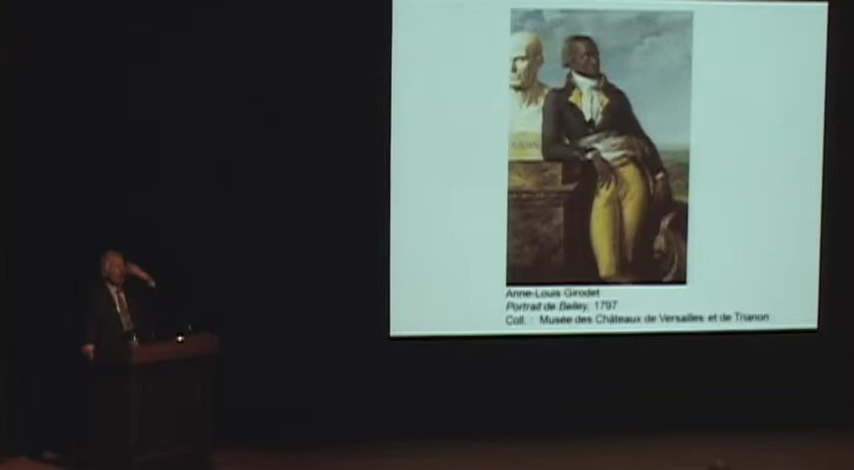 Anne-Louis Girodet
Portrait de Belley, 1797
Coll. : Musée des Châteaux de Versailles et de Trianon